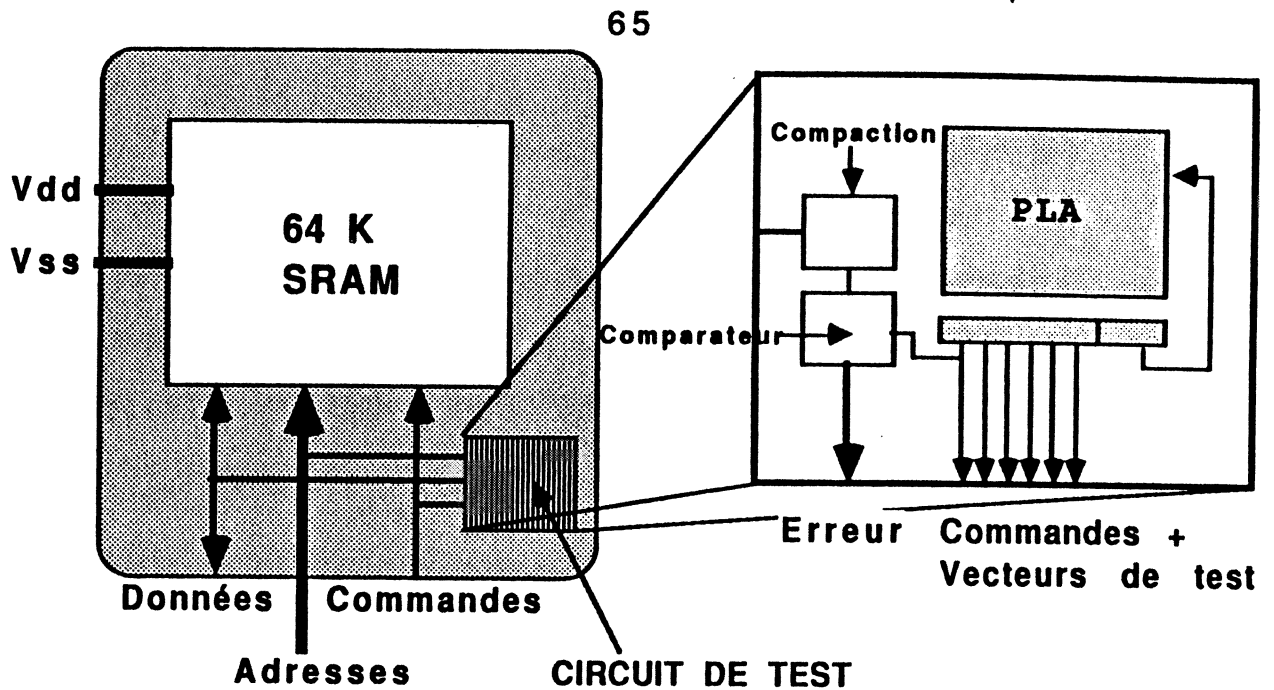 65
Vdd
Vss
64 K
SRAM
Données
Commandes
Adresses
CIRCUIT DE TEST
Compaction
PLA
Comparateur
Erreur
Commandes +
Vecteurs de test